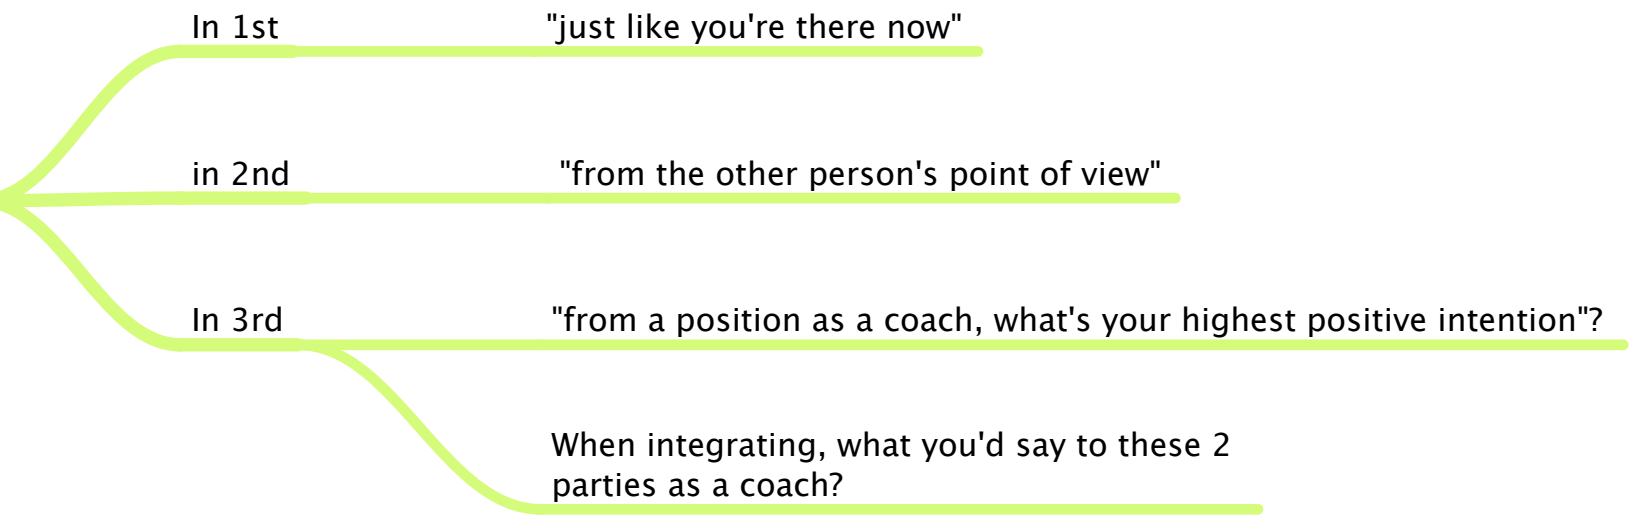 In 1st "just like you're there now"
in 2nd "from the other person's point of view"
In 3rd "from a position as a coach, what's your highest positive intention"?
When integrating, what you'd say to these 2
parties as a coach?